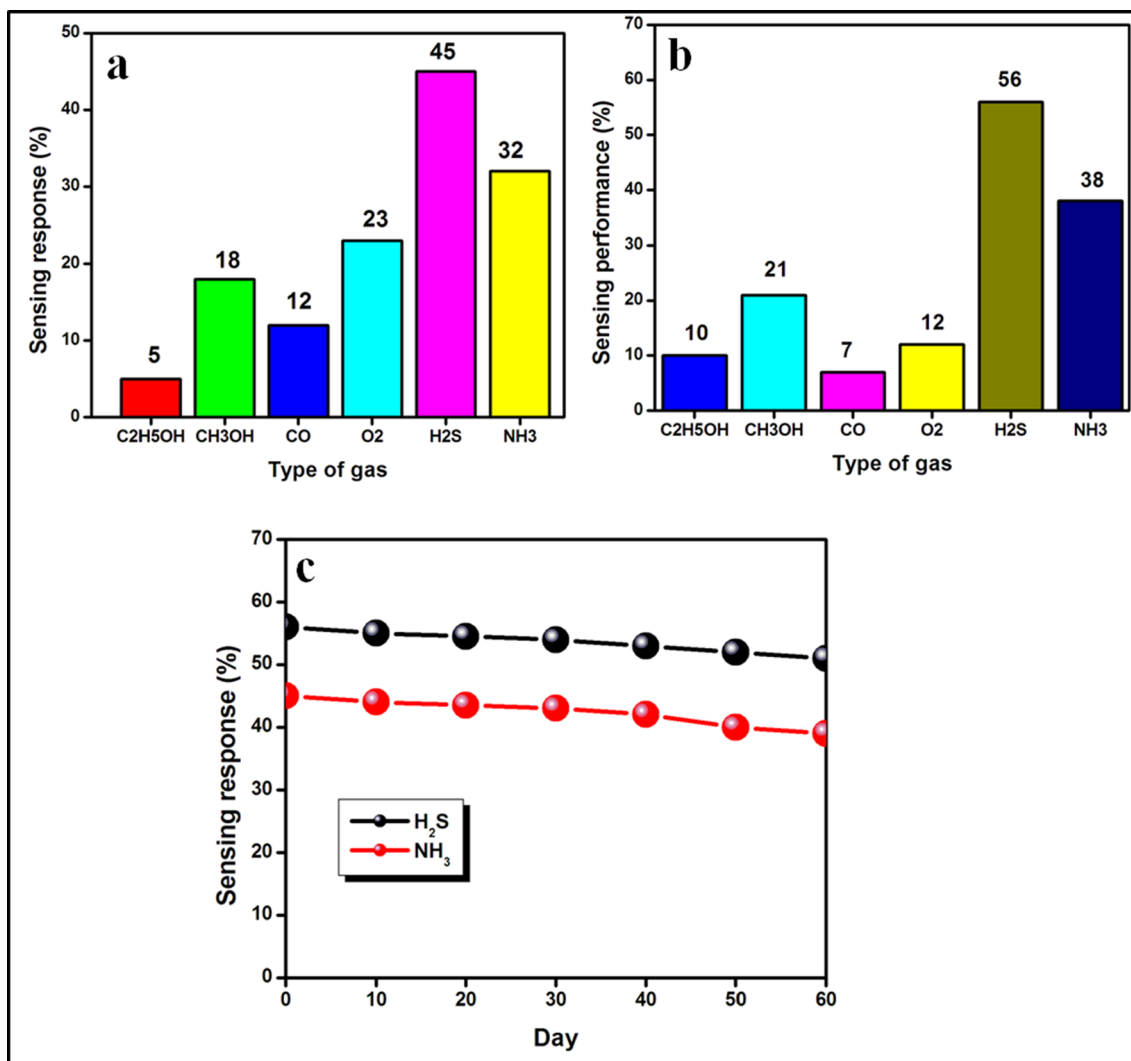 a
Sensing response (%)
50
40
30
20
10
0
5
18
12
23
45
32
C2H5OH CH3OH CO O2 H2S NH3
Type of gas
b
Sensing performance (%)
70
60
50
40
30
20
10
0
10
21
7
12
56
38
C2H5OH CH3OH CO O2 H2S NH3
Type of gas
c
Sensing response (%)
70
60
50
40
30
20
10
0
H₂S
NH₃
0 10 20 30 40 50 60
Day